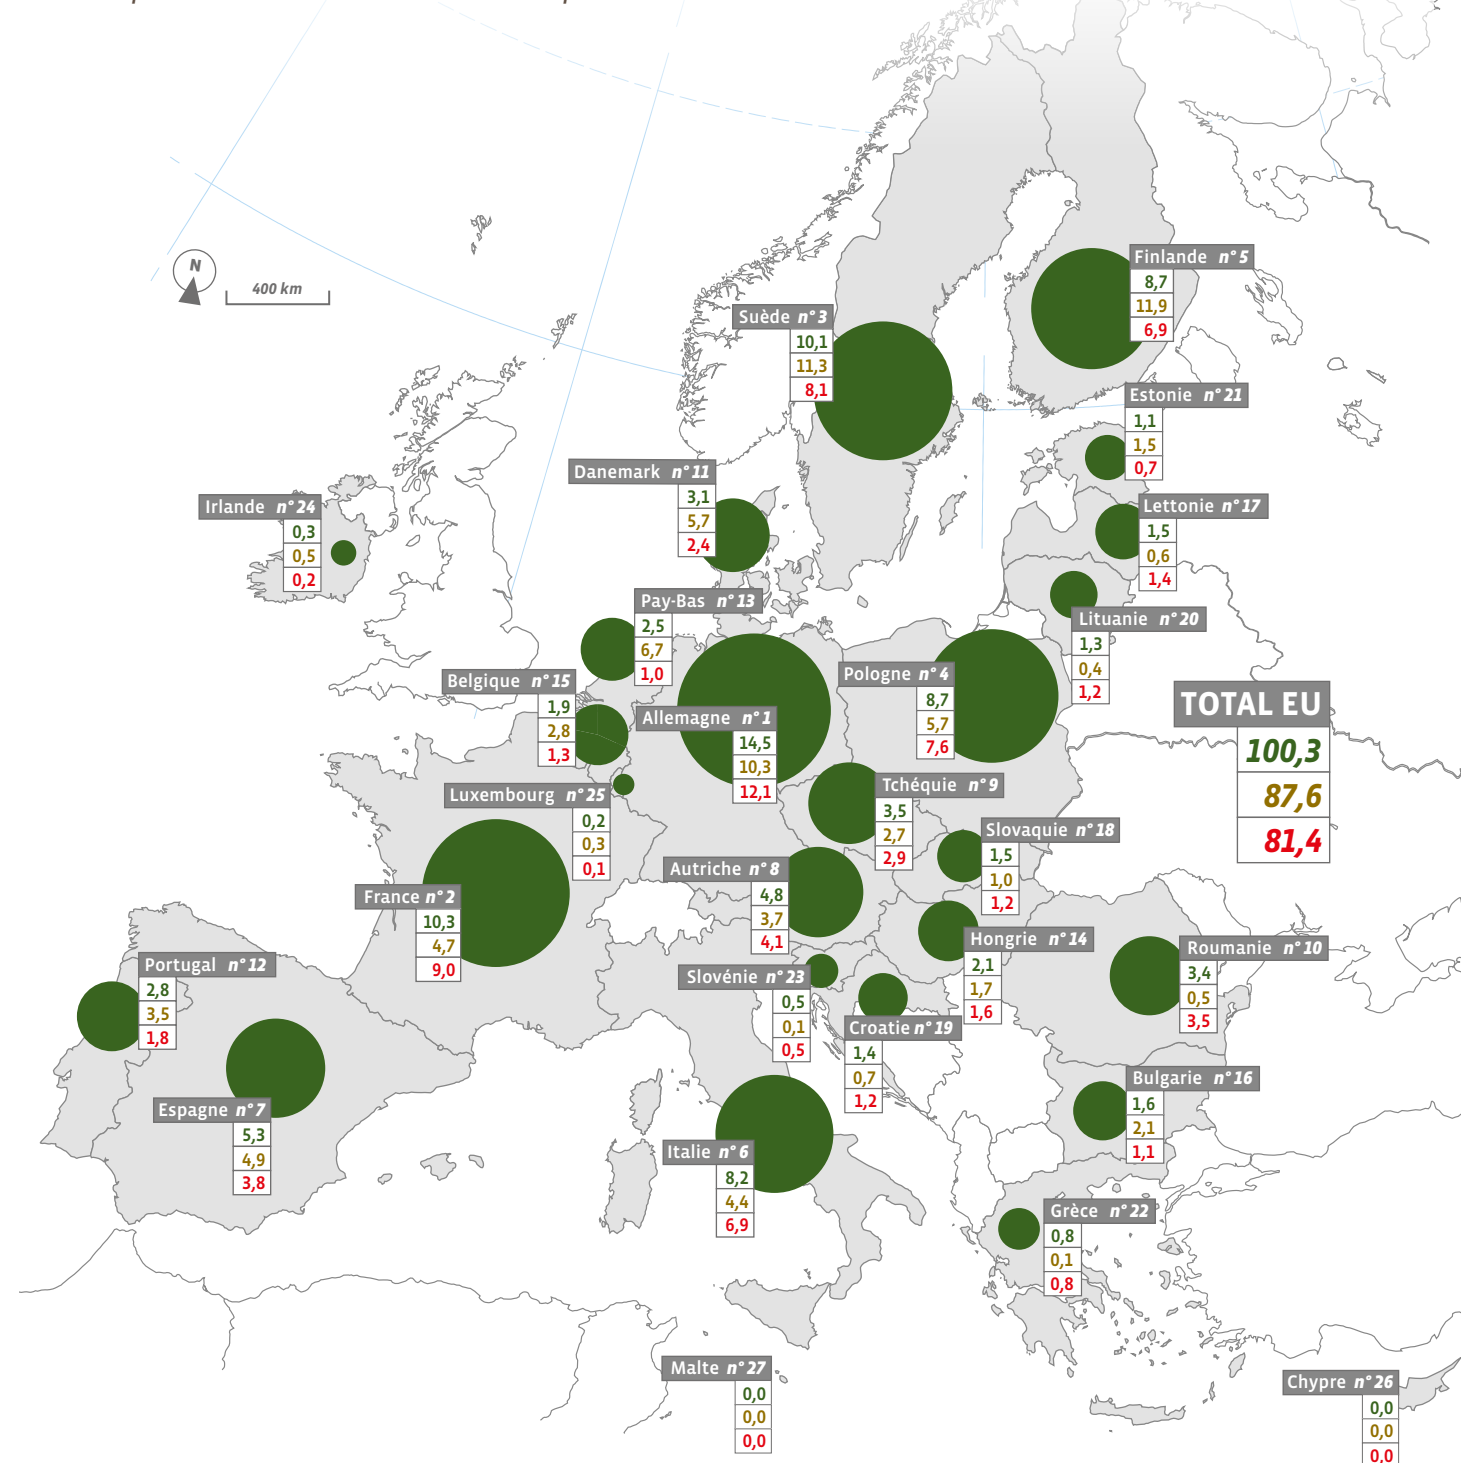 N
400 km
Finlande n° 5
8,7
11,9
6,9
Suède n° 3
10,1
11,3
8,1
Estonie n° 21
1,1
1,5
0,7
Danemark n° 11
3,1
5,7
2,4
Irlande n° 24
0,3
0,5
0,2
Lettonie n° 17
1,5
0,6
1,4
Pay-Bas n° 13
2,5
6,7
1,0
Lituanie n° 20
1,3
0,4
1,2
Belgique n° 15
1,9
2,8
1,3
Pologne n° 4
8,7
5,7
7,6
TOTAL EU
100,3
87,6
81,4
Allemagne n° 1
14,5
10,3
12,1
Luxembourg n° 25
0,2
0,3
0,1
Tchéquie n° 9
3,5
2,7
2,9
Slovaquie n° 18
1,5
1,0
1,2
Autriche n° 8
4,8
3,7
4,1
France n° 2
10,3
4,7
9,0
Hongrie n° 14
2,1
1,7
1,6
Roumanie n° 10
3,4
0,5
3,5
Portugal n° 12
2,8
3,5
1,8
Slovénie n° 23
0,5
0,1
0,5
Croatie n° 19
1,4
0,7
1,2
Bulgarie n° 16
1,6
2,1
1,1
Espagne n° 7
5,3
4,9
3,8
Italie n° 6
8,2
4,4
6,9
Grèce n° 22
0,8
0,1
0,8
Malte n° 27
0,0
0,0
0,0
Chypre n° 26
0,0
0,0
0,0